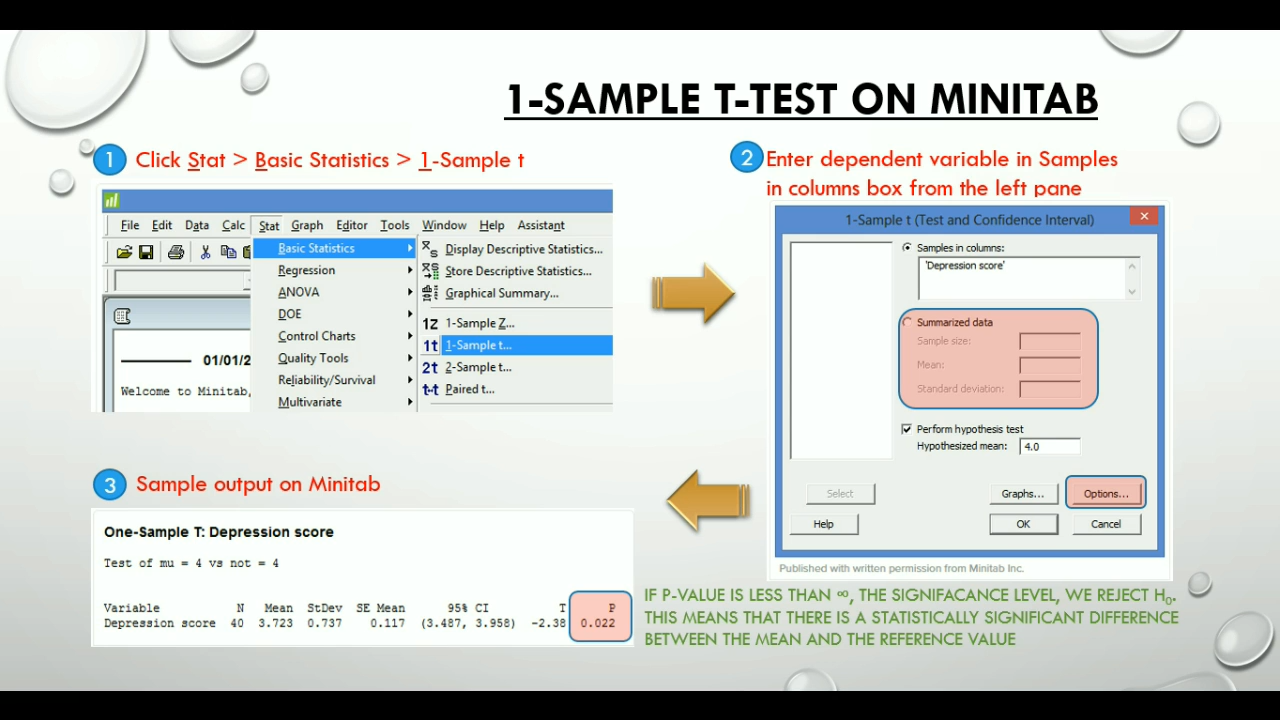 1-SAMPLE T-TEST ON MINITAB
1 Click Stat > Basic Statistics > 1-Sample t
File Edit Data Calc Stat Graph Editor Tools Window Help Assistant
Basic Statistics
Regression
ANOVA
DOE
Control Charts
Quality Tools
Reliability/Survival
Multivariate
Display Descriptive Statistics...
Store Descriptive Statistics...
Graphical Summary...
1Z 1-Sample Z...
1t 1-Sample t...
2t 2-Sample t...
t-t Paired t...
01/01/2
Welcome to Minitab,
2 Enter dependent variable in Samples
in columns box from the left pane
1-Sample t (Test and Confidence Interval)
Samples in columns:
'Depression score'
Summarized data
Sample size:
Mean:
Standard deviation:
Perform hypothesis test
Hypothesized mean: 4.0
Select Graphs... Options...
Help OK Cancel
Published with written permission from Minitab Inc.
3 Sample output on Minitab
One-Sample T: Depression score
Test of mu = 4 vs not = 4
Variable N Mean StDev SE Mean 95% CI T P
Depression score 40 3.723 0.737 0.117 (3.487, 3.958) -2.38 0.022
IF P-VALUE IS LESS THAN ∞, THE SIGNIFACANCE LEVEL, WE REJECT H₀.
THIS MEANS THAT THERE IS A STATISTICALLY SIGNIFICANT DIFFERENCE
BETWEEN THE MEAN AND THE REFERENCE VALUE